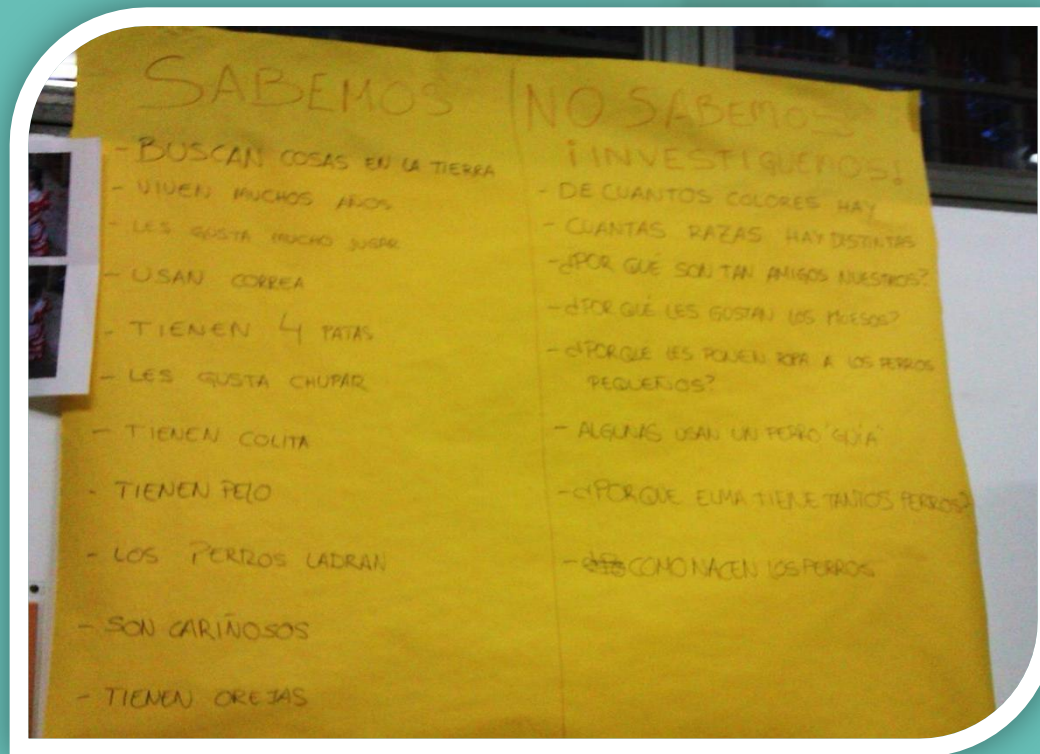 SABEMOS
- BUSCAN COSAS EN LA TIERRA
- VIVEN MUCHOS AÑOS
- LES GUSTA MUCHO JUGAR
- USAN CORREA
- TIENEN 4 PATAS
- LES GUSTA CHUPAR
- TIENEN COLITA
- TIENEN PELO
- LOS PERROS LADRAN
- SON CARIÑOSOS
- TIENEN OREJAS
NO SABEMOS
¡INVESTIGUEMOS!
- DE CUANTOS COLORES HAY
- CUANTAS RAZAS HAY DISTINTAS
- ¿POR QUÉ SON TAN AMIGOS NUESTROS?
- ¿POR QUÉ LES GUSTAN LOS HUESOS?
- ¿PORQUE LES PONEN ROPA A LOS PERROS
PEQUEÑOS?
- ALGUNAS USAN UN PERRO "GUÍA"
- ¿PORQUE ELMA TIENE TANTOS PERROS?
- COMO NACEN LOS PERROS